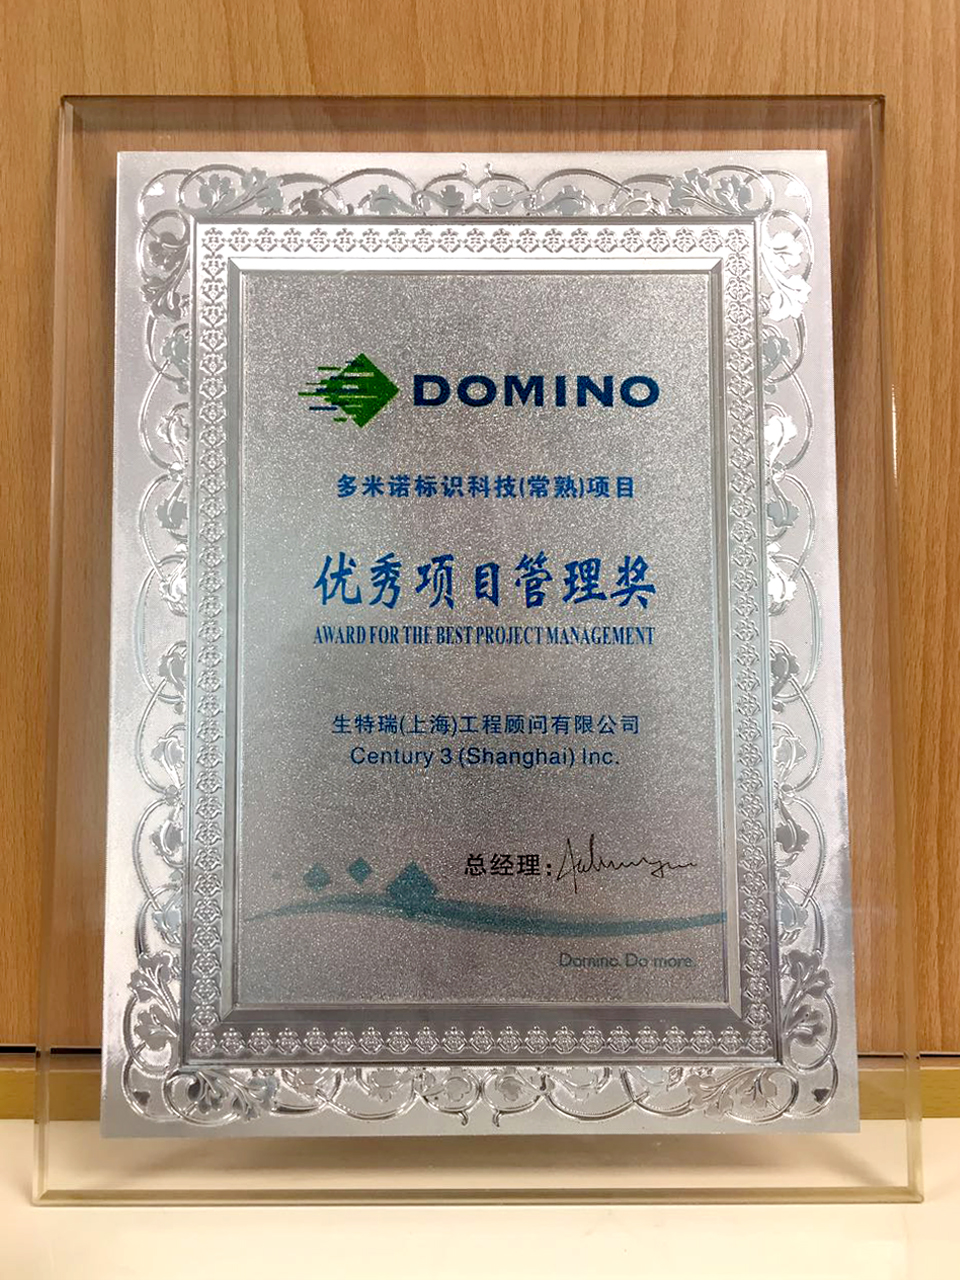 DOMINO
多米诺标识科技(常熟)项目
优秀项目管理奖
AWARD FOR THE BEST PROJECT MANAGEMENT
生特瑞(上海)工程顾问有限公司
Century 3 (Shanghai) Inc.
总经理:
Domino. Do more.